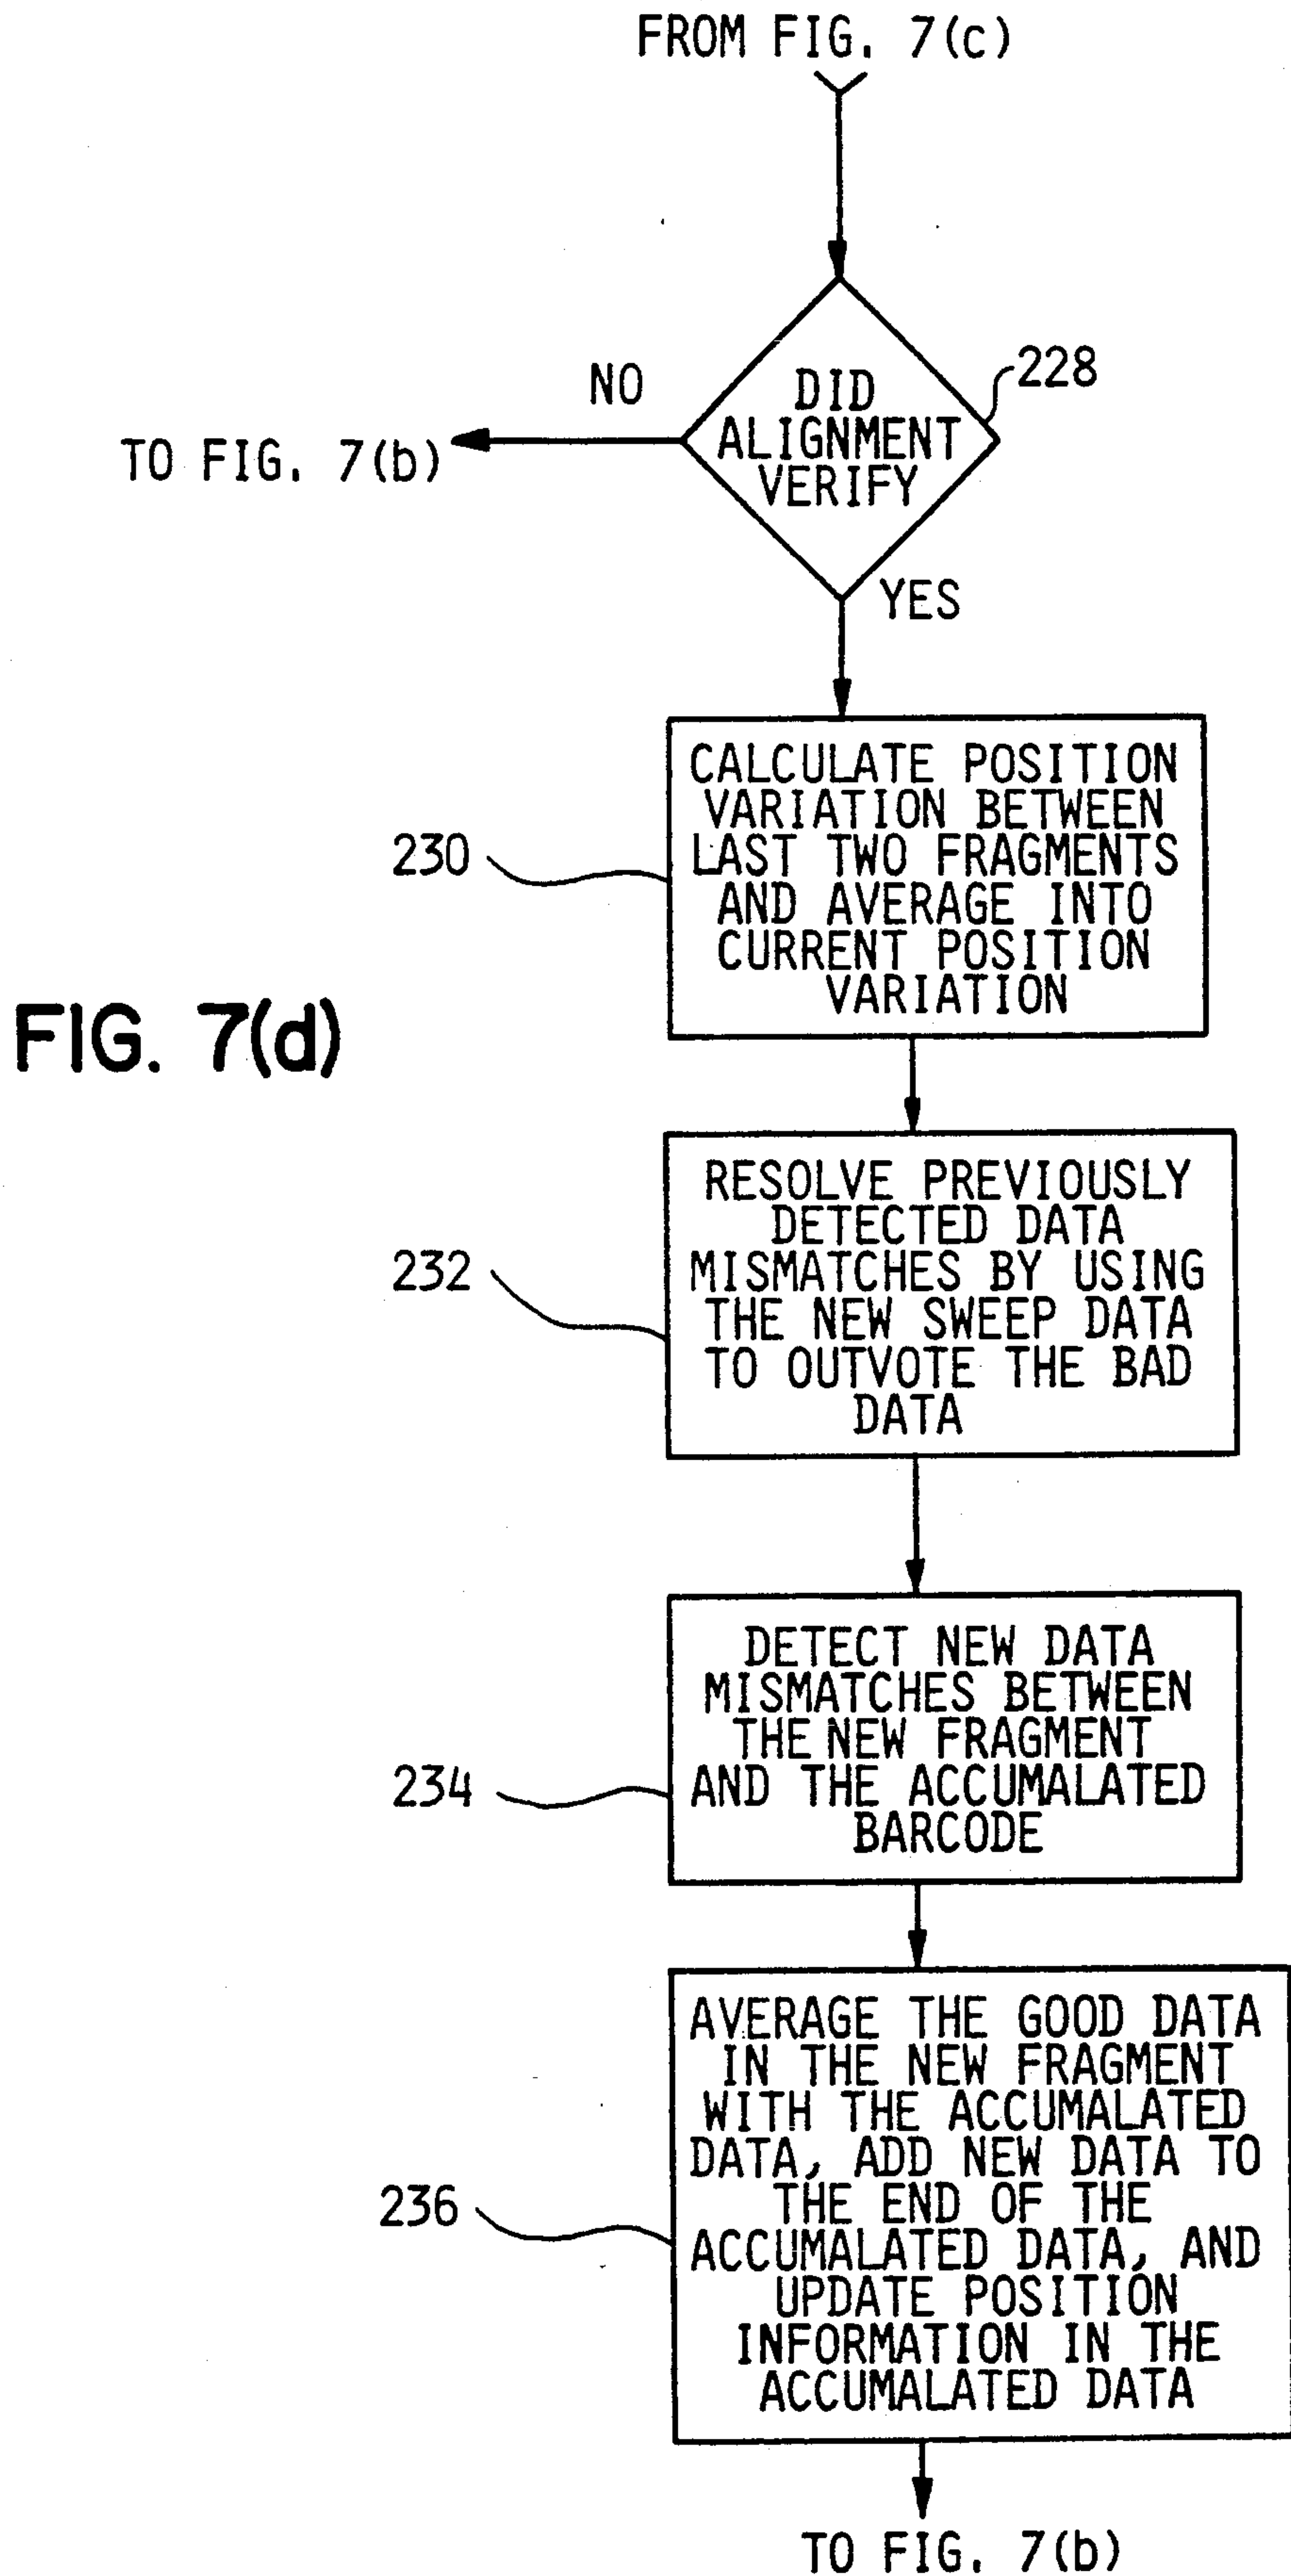 FROM FIG. 7(c)
NO
DID
ALIGNMENT
VERIFY
228
TO FIG. 7(b)
YES
CALCULATE POSITION
VARIATION BETWEEN
LAST TWO FRAGMENTS
AND AVERAGE INTO
CURRENT POSITION
VARIATION
230
FIG. 7(d)
RESOLVE PREVIOUSLY
DETECTED DATA
MISMATCHES BY USING
THE NEW SWEEP DATA
TO OUTVOTE THE BAD
DATA
232
DETECT NEW DATA
MISMATCHES BETWEEN
THE NEW FRAGMENT
AND THE ACCUMALATED
BARCODE
234
AVERAGE THE GOOD DATA
IN THE NEW FRAGMENT
WITH THE ACCUMALATED
DATA, ADD NEW DATA TO
THE END OF THE
ACCUMALATED DATA, AND
UPDATE POSITION
INFORMATION IN THE
ACCUMALATED DATA
236
TO FIG. 7(b)